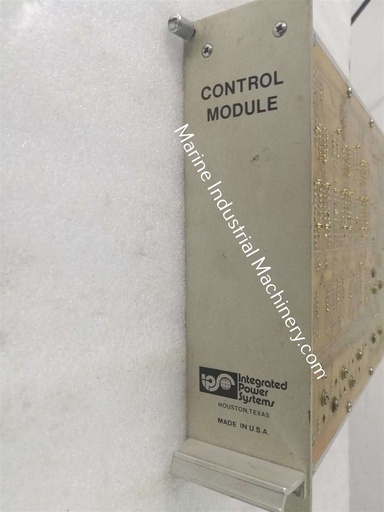 CONTROL
MODULE
Marine Industrial Machinery.com
ips Integrated
Power
Systems
HOUSTON, TEXAS
MADE IN U.S.A.